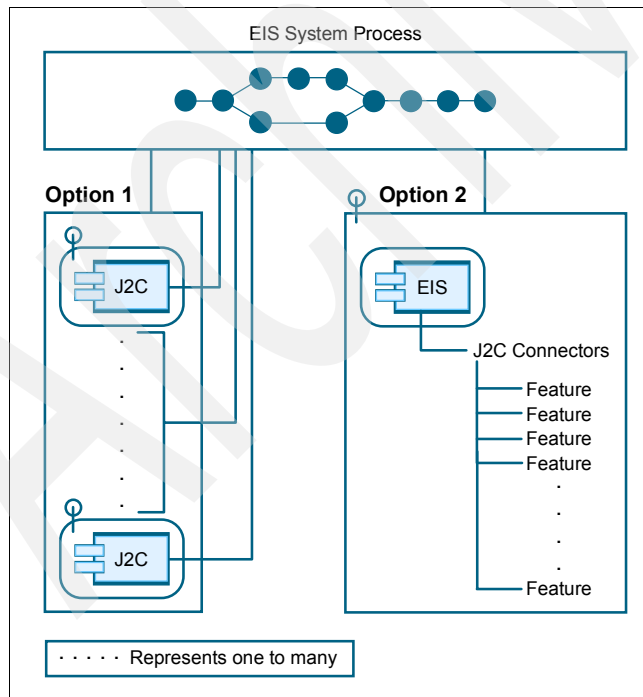 EIS System Process
Option 1
Option 2
J2C
EIS
J2C Connectors
Feature
Feature
Feature
Feature
Feature
J2C
. . . . . Represents one to many